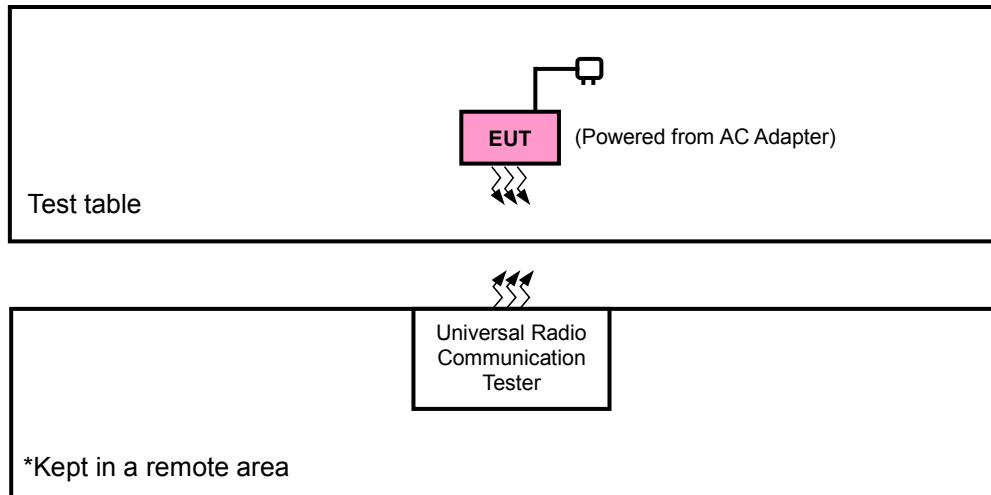 EUT
(Powered from AC Adapter)
Test table
Universal Radio
Communication
Tester
*Kept in a remote area